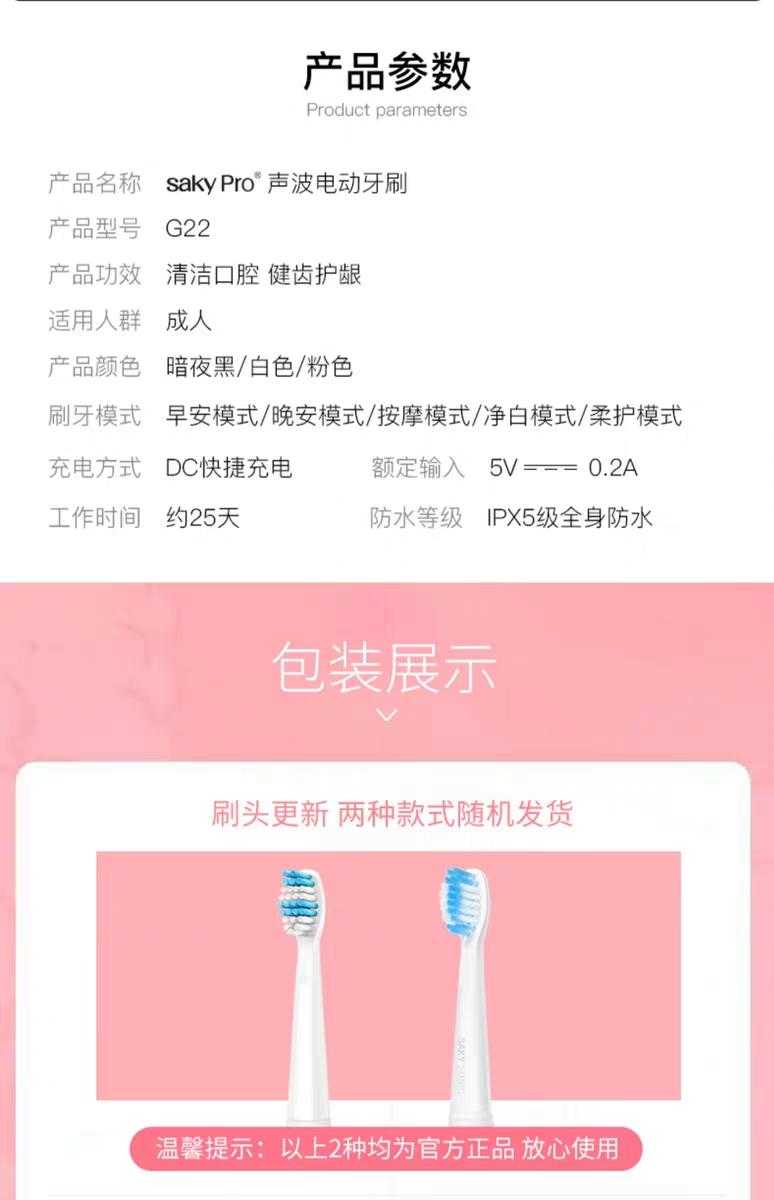 产品参数
Product parameters
产品名称 saky Pro® 声波电动牙刷
产品型号 G22
产品功效 清洁口腔 健齿护龈
适用人群 成人
产品颜色 暗夜黑/白色/粉色
刷牙模式 早安模式/晚安模式/按摩模式/净白模式/柔护模式
充电方式 DC快捷充电 额定输入 5V⎓0.2A
工作时间 约25天 防水等级 IPX5级全身防水
包装展示
刷头更新 两种款式随机发货
SAKY
温馨提示：以上2种均为官方正品 放心使用